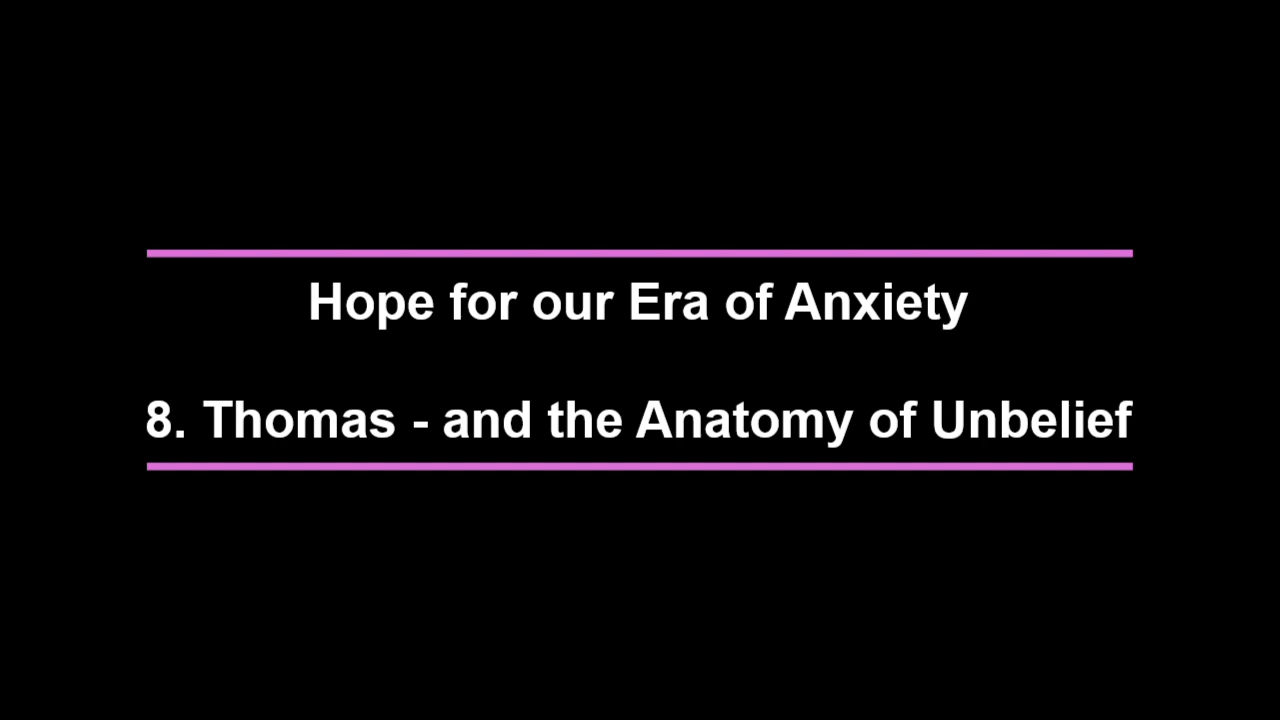 Hope for our Era of Anxiety
8. Thomas - and the Anatomy of Unbelief